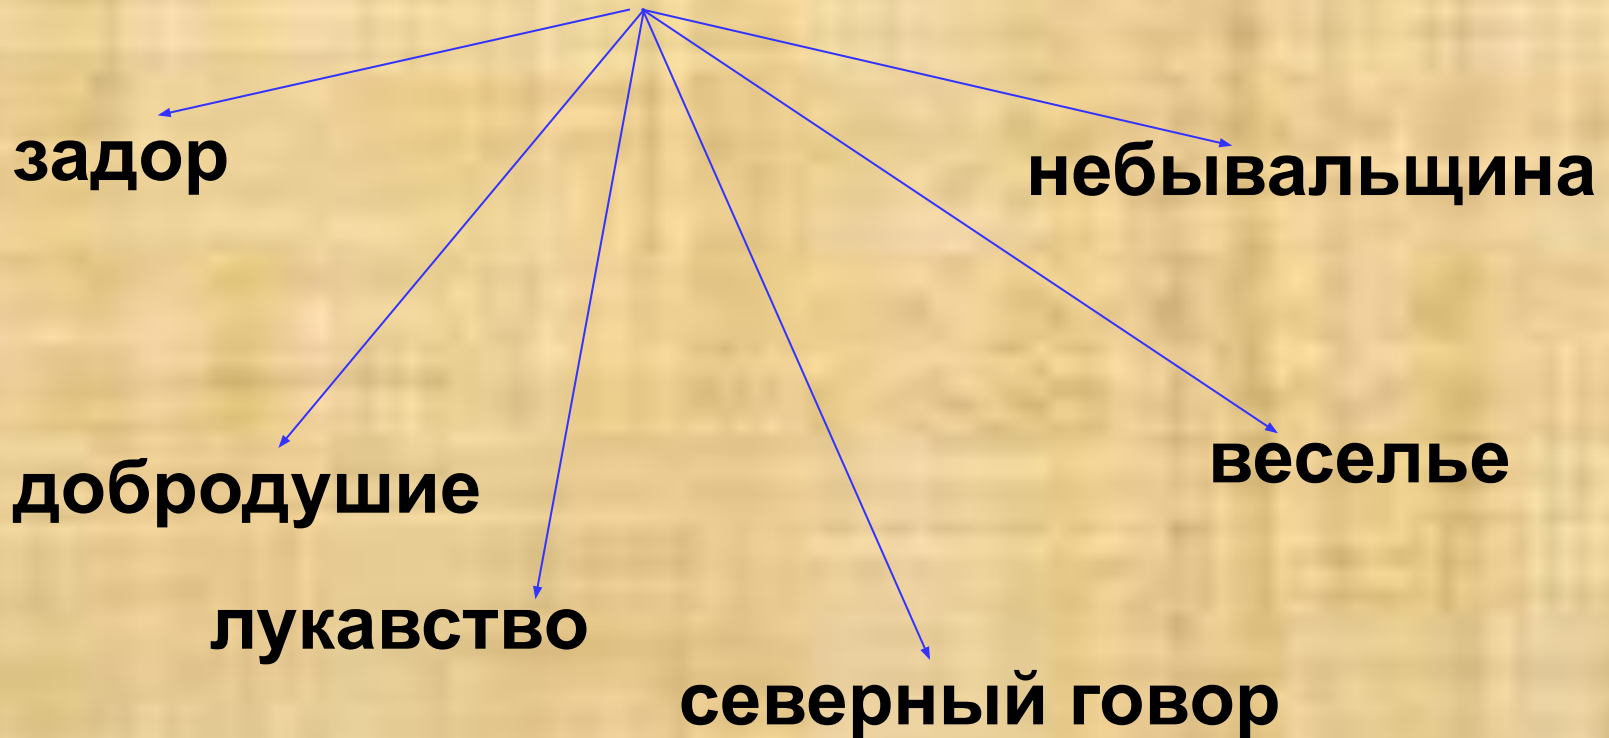 задор
небывальщина
добродушие
веселье
лукавство
северный говор